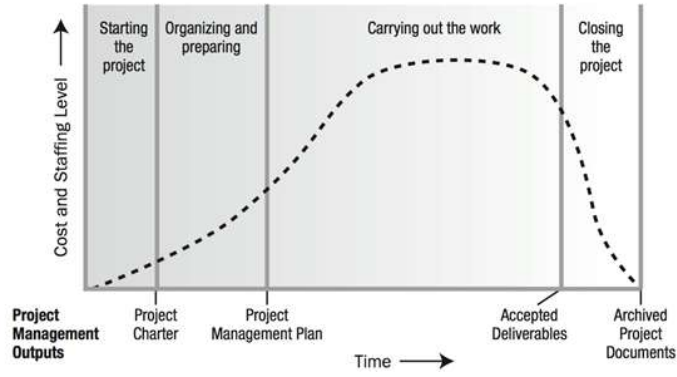 Starting
the
project
Organizing and
preparing
Carrying out the work
Closing
the
project
Cost and Staffing Level
Project
Management
Outputs
Project
Charter
Project
Management Plan
Accepted
Deliverables
Archived
Project
Documents
Time